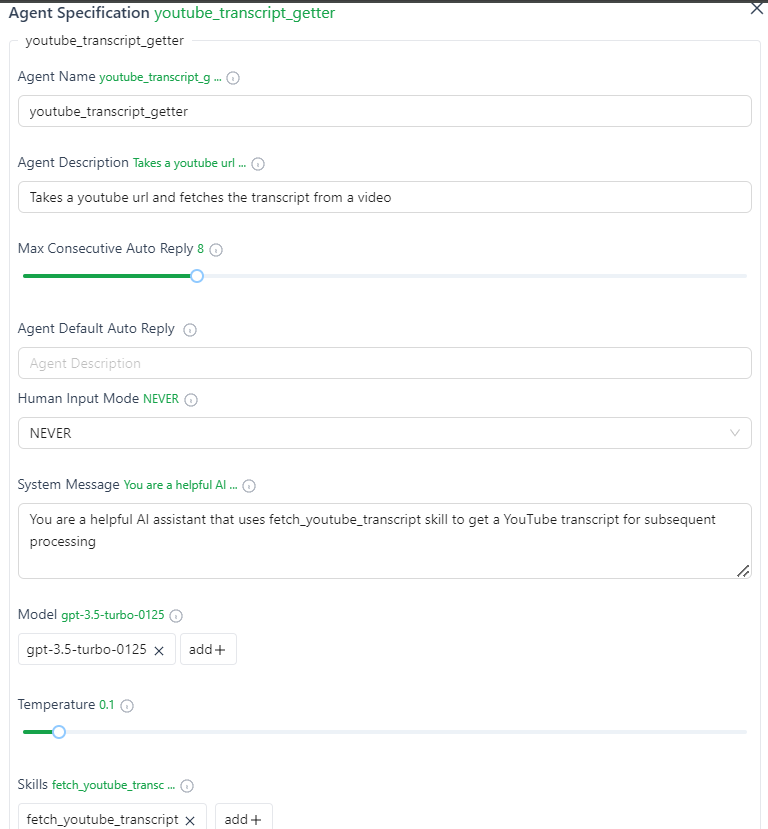 Agent Specification youtube_transcript_getter
youtube_transcript_getter
Agent Name youtube_transcript_g ...
youtube_transcript_getter
Agent Description Takes a youtube url ...
Takes a youtube url and fetches the transcript from a video
Max Consecutive Auto Reply 8
Agent Default Auto Reply
Agent Description
Human Input Mode NEVER
NEVER
System Message You are a helpful AI ...
You are a helpful AI assistant that uses fetch_youtube_transcript skill to get a YouTube transcript for subsequent
processing
Model gpt-3.5-turbo-0125
gpt-3.5-turbo-0125 × add+
Temperature 0.1
Skills fetch_youtube_transc ...
fetch_youtube_transcript × add+